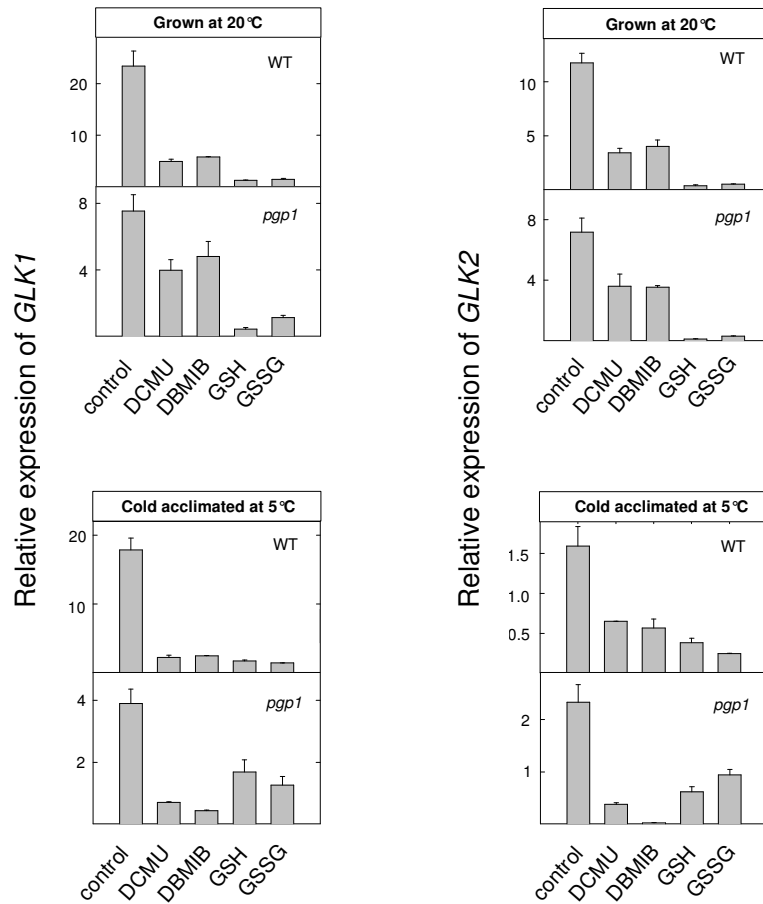 Relative expression of GLK1
Grown at 20°C
WT
20
10
pgp1
8
4
control
DCMU
DBMIB
GSH
GSSG
Cold acclimated at 5°C
WT
20
10
pgp1
4
2
control
DCMU
DBMIB
GSH
GSSG
Relative expression of GLK2
Grown at 20°C
WT
10
5
pgp1
8
4
control
DCMU
DBMIB
GSH
GSSG
Cold acclimated at 5°C
WT
1.5
1.0
0.5
pgp1
2
1
control
DCMU
DBMIB
GSH
GSSG